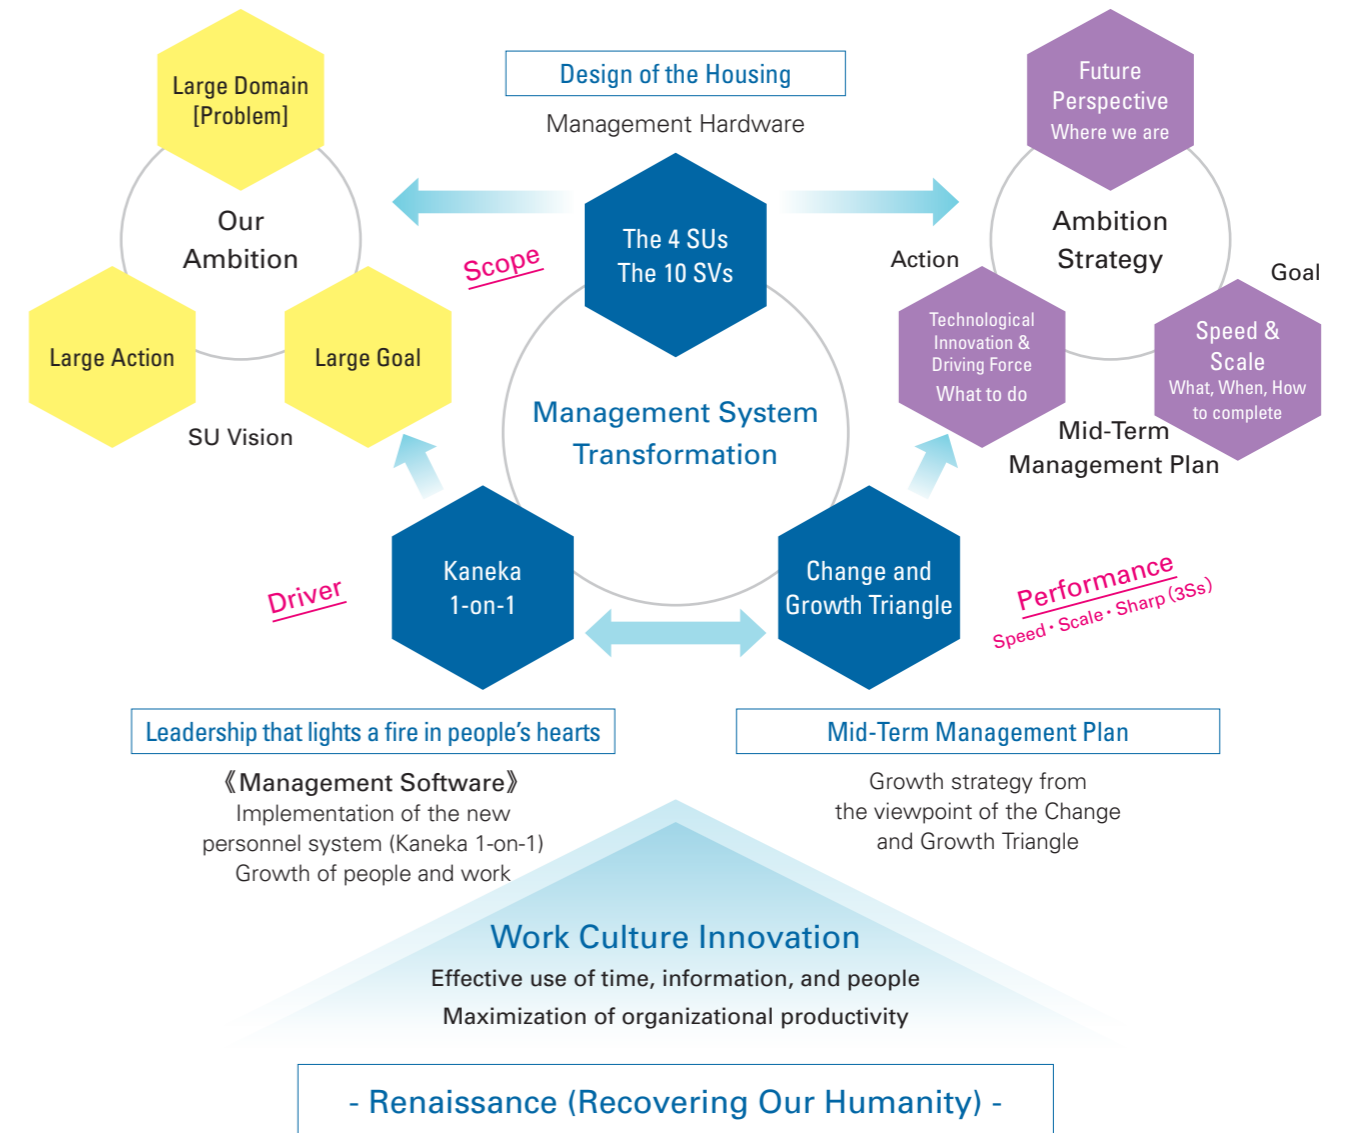 Large Domain
[Problem]
Our
Ambition
Large Action
Large Goal
SU Vision
Design of the Housing
Management Hardware
The 4 SUs
The 10 SVs
Scope
Management System
Transformation
Future
Perspective
Where we are
Ambition
Strategy
Action
Goal
Technological
Innovation &
Driving Force
What to do
Speed &
Scale
What, When, How
to complete
Mid-Term
Management Plan
Driver
Kaneka
1-on-1
Change and
Growth Triangle
Performance
Speed・Scale・Sharp (3Ss)
Leadership that lights a fire in people’s hearts
《Management Software》
Implementation of the new
personnel system (Kaneka 1-on-1)
Growth of people and work
Mid-Term Management Plan
Growth strategy from
the viewpoint of the Change
and Growth Triangle
Work Culture Innovation
Effective use of time, information, and people
Maximization of organizational productivity
- Renaissance (Recovering Our Humanity) -